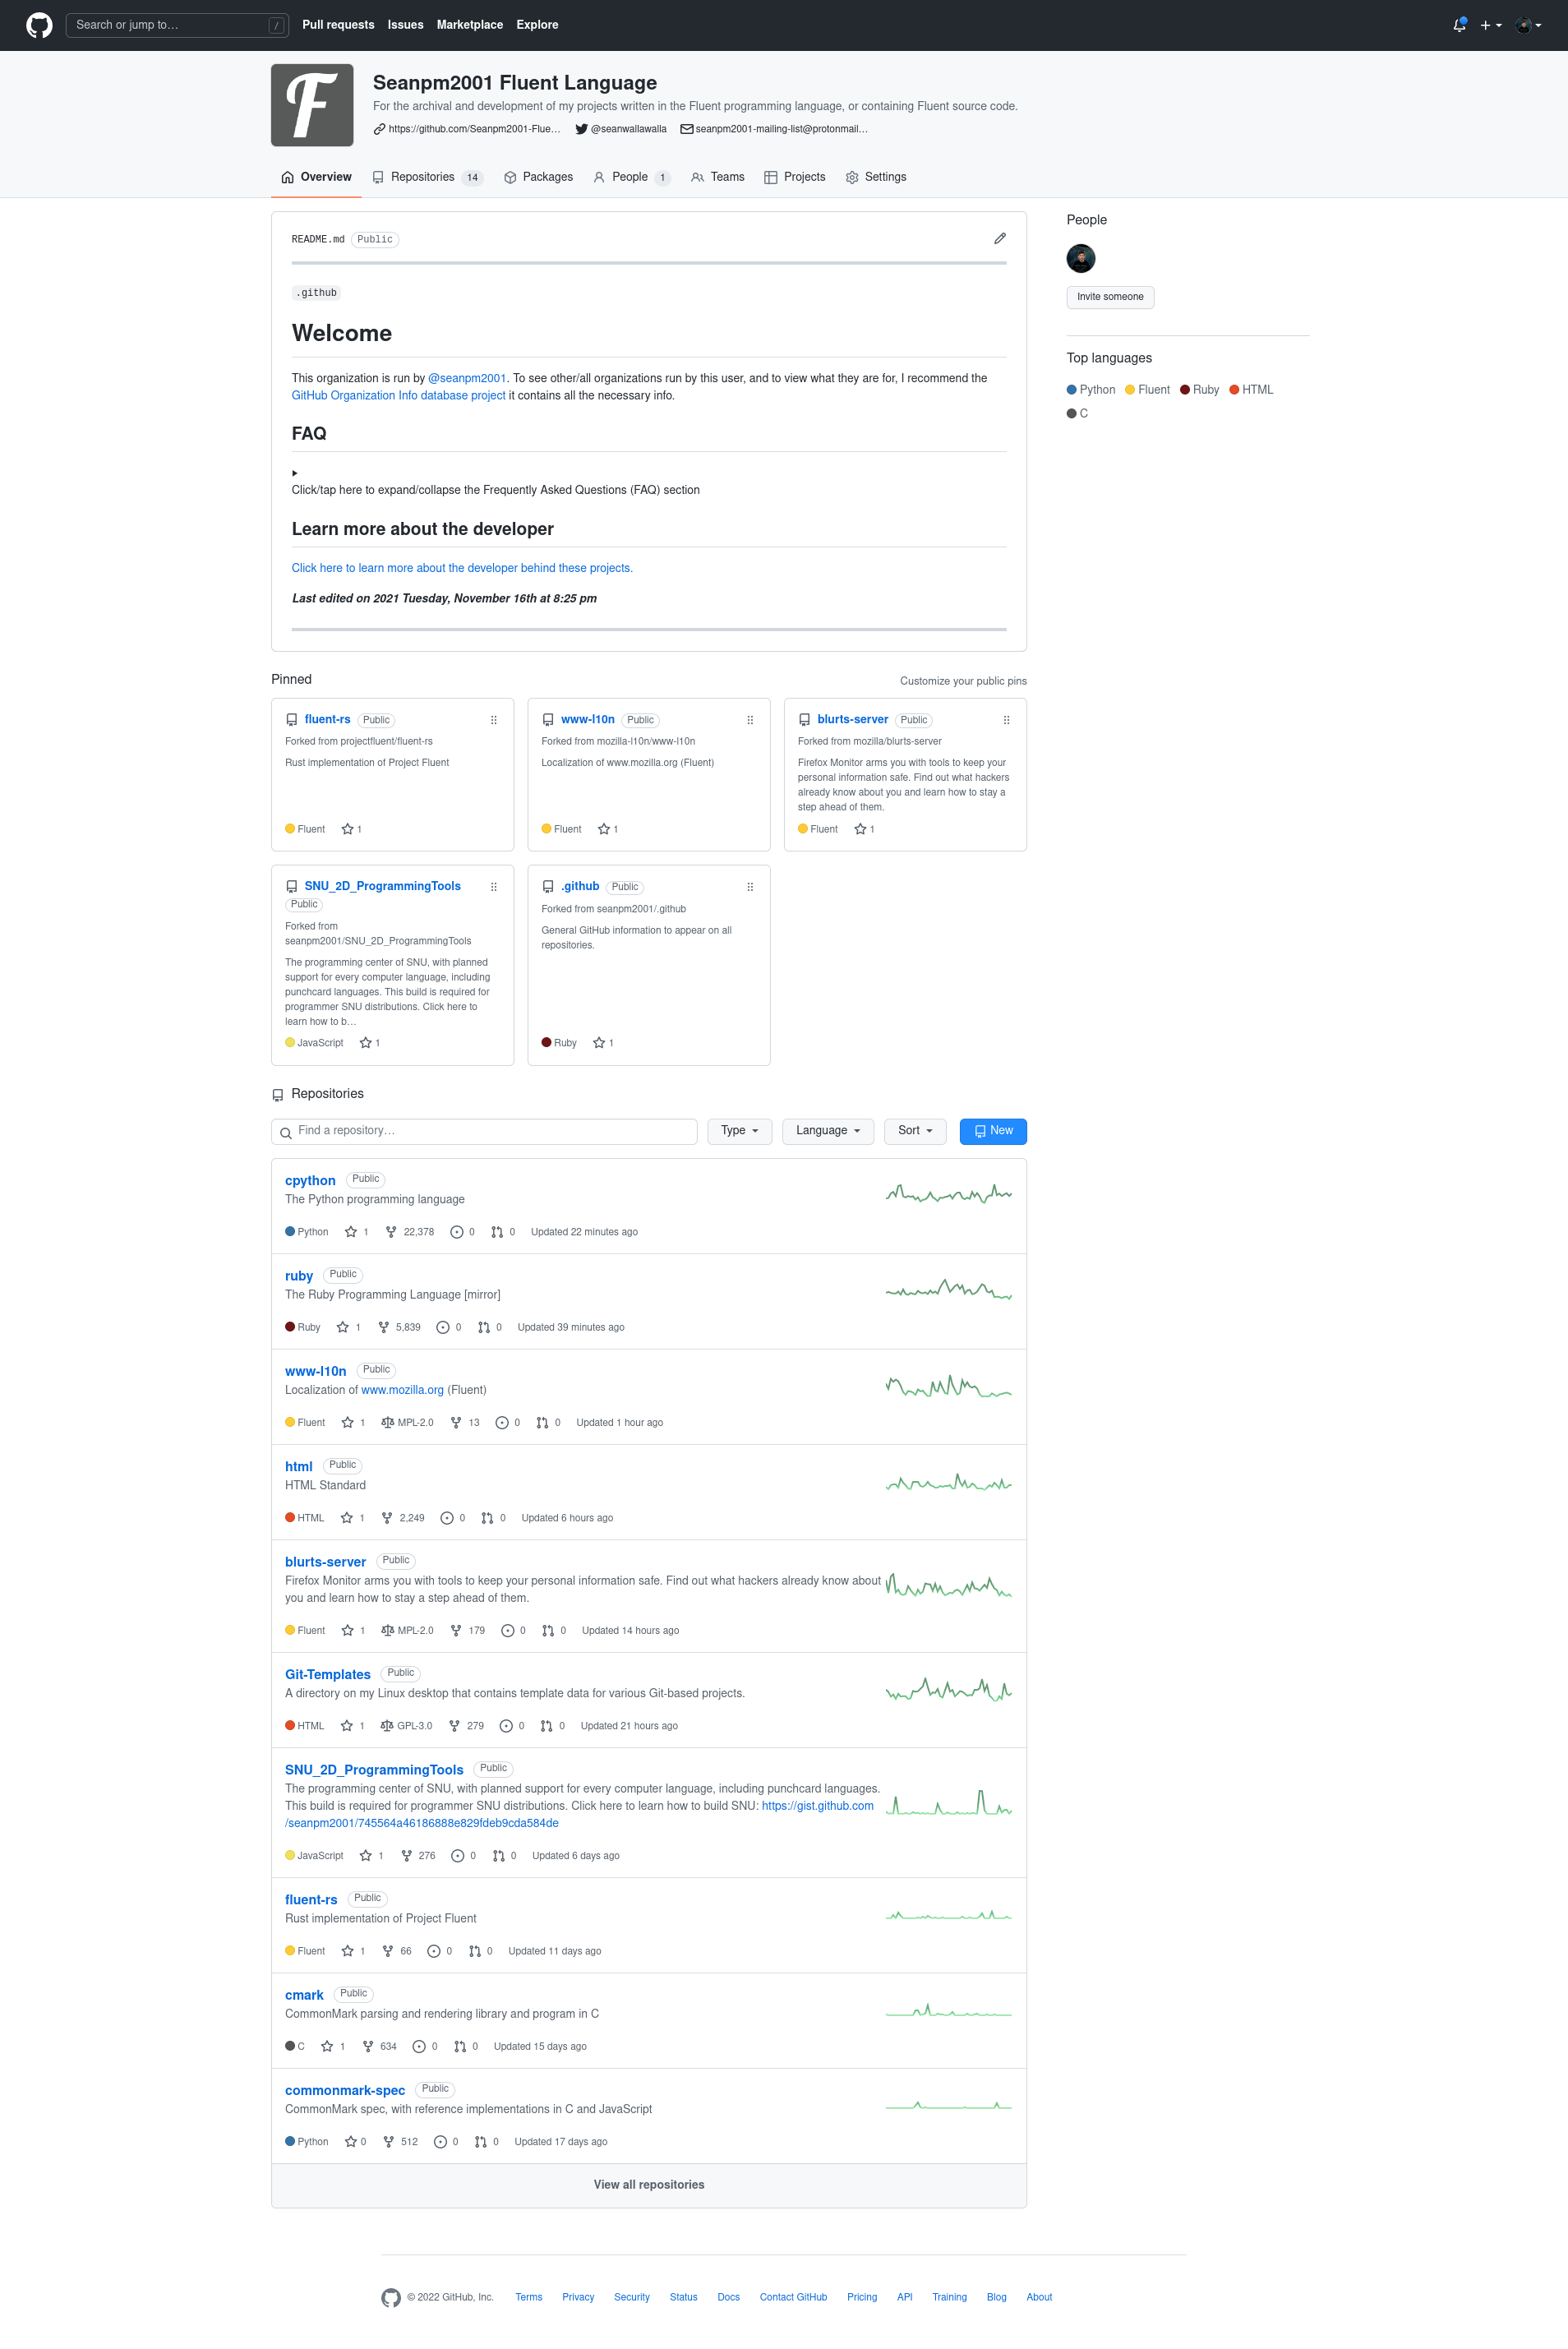 Search or jump to…
/
Pull requests Issues Marketplace Explore
F
Seanpm2001 Fluent Language
For the archival and development of my projects written in the Fluent programming language, or containing Fluent source code.
https://github.com/Seanpm2001-Flue… @seanwallawalla seanpm2001-mailing-list@protonmail…
Overview Repositories 14 Packages People 1 Teams Projects Settings
README.md Public
.github
Welcome
This organization is run by @seanpm2001. To see other/all organizations run by this user, and to view what they are for, I recommend the
GitHub Organization Info database project it contains all the necessary info.
FAQ
Click/tap here to expand/collapse the Frequently Asked Questions (FAQ) section
Learn more about the developer
Click here to learn more about the developer behind these projects.
Last edited on 2021 Tuesday, November 16th at 8:25 pm
People
Invite someone
Top languages
Python Fluent Ruby HTML
C
Pinned
Customize your public pins
fluent-rs Public
Forked from projectfluent/fluent-rs
Rust implementation of Project Fluent
Fluent 1
www-l10n Public
Forked from mozilla-l10n/www-l10n
Localization of www.mozilla.org (Fluent)
Fluent 1
blurts-server Public
Forked from mozilla/blurts-server
Firefox Monitor arms you with tools to keep your
personal information safe. Find out what hackers
already know about you and learn how to stay a
step ahead of them.
Fluent 1
SNU_2D_ProgrammingTools
Public
Forked from
seanpm2001/SNU_2D_ProgrammingTools
The programming center of SNU, with planned
support for every computer language, including
punchcard languages. This build is required for
programmer SNU distributions. Click here to
learn how to b…
JavaScript 1
.github Public
Forked from seanpm2001/.github
General GitHub information to appear on all
repositories.
Ruby 1
Repositories
Find a repository…
Type Language Sort New
cpython Public
The Python programming language
Python 1 22,378 0 0 Updated 22 minutes ago
ruby Public
The Ruby Programming Language [mirror]
Ruby 1 5,839 0 0 Updated 39 minutes ago
www-l10n Public
Localization of www.mozilla.org (Fluent)
Fluent 1 MPL-2.0 13 0 0 Updated 1 hour ago
html Public
HTML Standard
HTML 1 2,249 0 0 Updated 6 hours ago
blurts-server Public
Firefox Monitor arms you with tools to keep your personal information safe. Find out what hackers already know about
you and learn how to stay a step ahead of them.
Fluent 1 MPL-2.0 179 0 0 Updated 14 hours ago
Git-Templates Public
A directory on my Linux desktop that contains template data for various Git-based projects.
HTML 1 GPL-3.0 279 0 0 Updated 21 hours ago
SNU_2D_ProgrammingTools Public
The programming center of SNU, with planned support for every computer language, including punchcard languages.
This build is required for programmer SNU distributions. Click here to learn how to build SNU: https://gist.github.com
/seanpm2001/745564a46186888e829fdeb9cda584de
JavaScript 1 276 0 0 Updated 6 days ago
fluent-rs Public
Rust implementation of Project Fluent
Fluent 1 66 0 0 Updated 11 days ago
cmark Public
CommonMark parsing and rendering library and program in C
C 1 634 0 0 Updated 15 days ago
commonmark-spec Public
CommonMark spec, with reference implementations in C and JavaScript
Python 0 512 0 0 Updated 17 days ago
View all repositories
© 2022 GitHub, Inc. Terms Privacy Security Status Docs Contact GitHub Pricing API Training Blog About